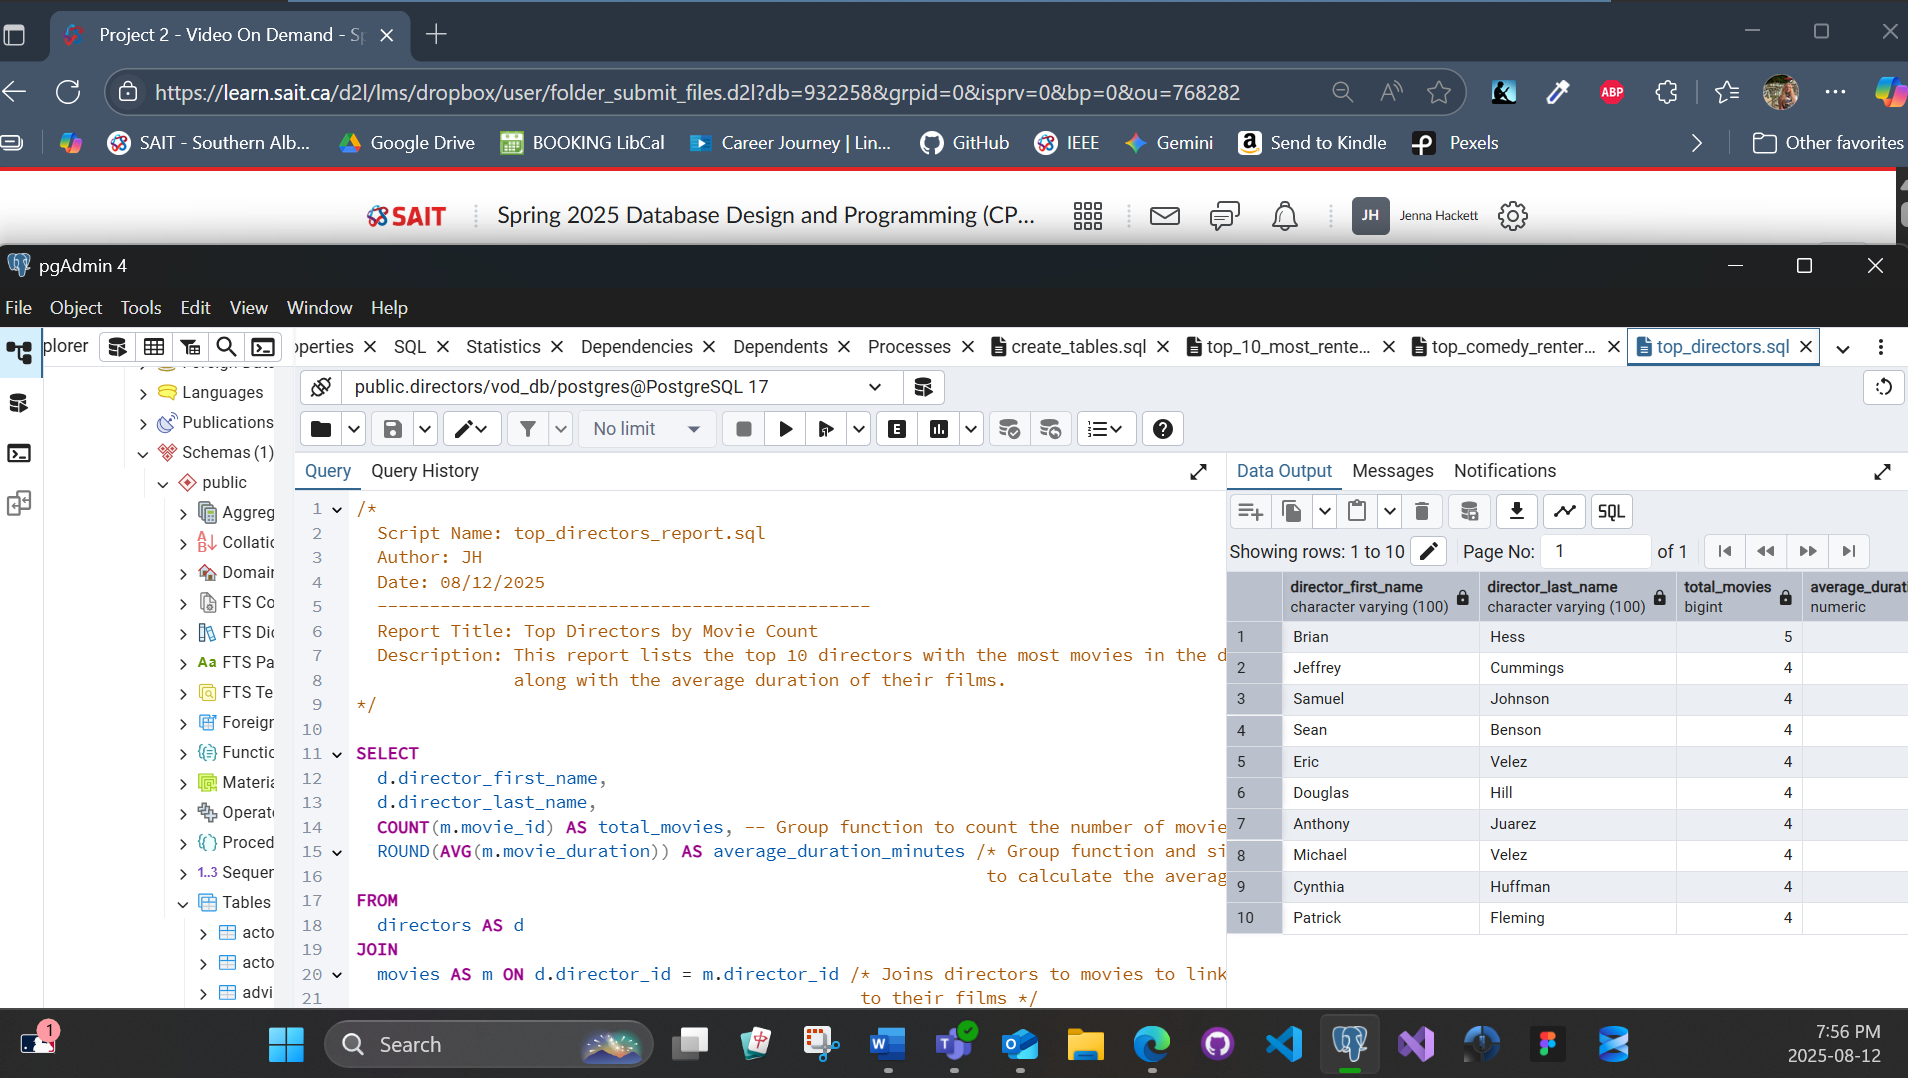 Project 2 - Video On Demand - Sp
https://learn.sait.ca/d2l/lms/dropbox/user/folder_submit_files.d2l?db=932258&grpid=0&isprv=0&bp=0&ou=768282
ABP
SAIT - Southern Alb...
Google Drive
BOOKING LibCal
Career Journey | Lin...
GitHub
IEEE
Gemini
Send to Kindle
Pexels
Other favorites
SAIT
Spring 2025 Database Design and Programming (CP...
JH
Jenna Hackett
pgAdmin 4
File Object Tools Edit View Window Help
plorer
operties
SQL
Statistics
Dependencies
Dependents
Processes
create_tables.sql
top_10_most_rente...
top_comedy_renter...
top_directors.sql
public.directors/vod_db/postgres@PostgreSQL 17
No limit
E
Languages
Publications
Schemas (1)
public
Aggreg
Collatic
Domair
FTS Co
FTS Dic
FTS Pa
FTS Te
Foreigr
Functic
Materia
Operato
Proced
1..3 Sequer
Tables
acto
acto
advi
Query
Query History
1 /*
2 Script Name: top_directors_report.sql
3 Author: JH
4 Date: 08/12/2025
5 -----------------------------------------------
6 Report Title: Top Directors by Movie Count
7 Description: This report lists the top 10 directors with the most movies in the d
8 along with the average duration of their films.
9 */
10
11 SELECT
12 d.director_first_name,
13 d.director_last_name,
14 COUNT(m.movie_id) AS total_movies, -- Group function to count the number of movie
15 ROUND(AVG(m.movie_duration)) AS average_duration_minutes /* Group function and si
16 to calculate the averag
17 FROM
18 directors AS d
19 JOIN
20 movies AS m ON d.director_id = m.director_id /* Joins directors to movies to link
21 to their films */
Data Output
Messages
Notifications
SQL
Showing rows: 1 to 10
Page No: 1 of 1
director_first_name director_last_name total_movies average_durati
character varying (100) character varying (100) bigint numeric
1 Brian Hess 5
2 Jeffrey Cummings 4
3 Samuel Johnson 4
4 Sean Benson 4
5 Eric Velez 4
6 Douglas Hill 4
7 Anthony Juarez 4
8 Michael Velez 4
9 Cynthia Huffman 4
10 Patrick Fleming 4
1
Search
7:56 PM
2025-08-12